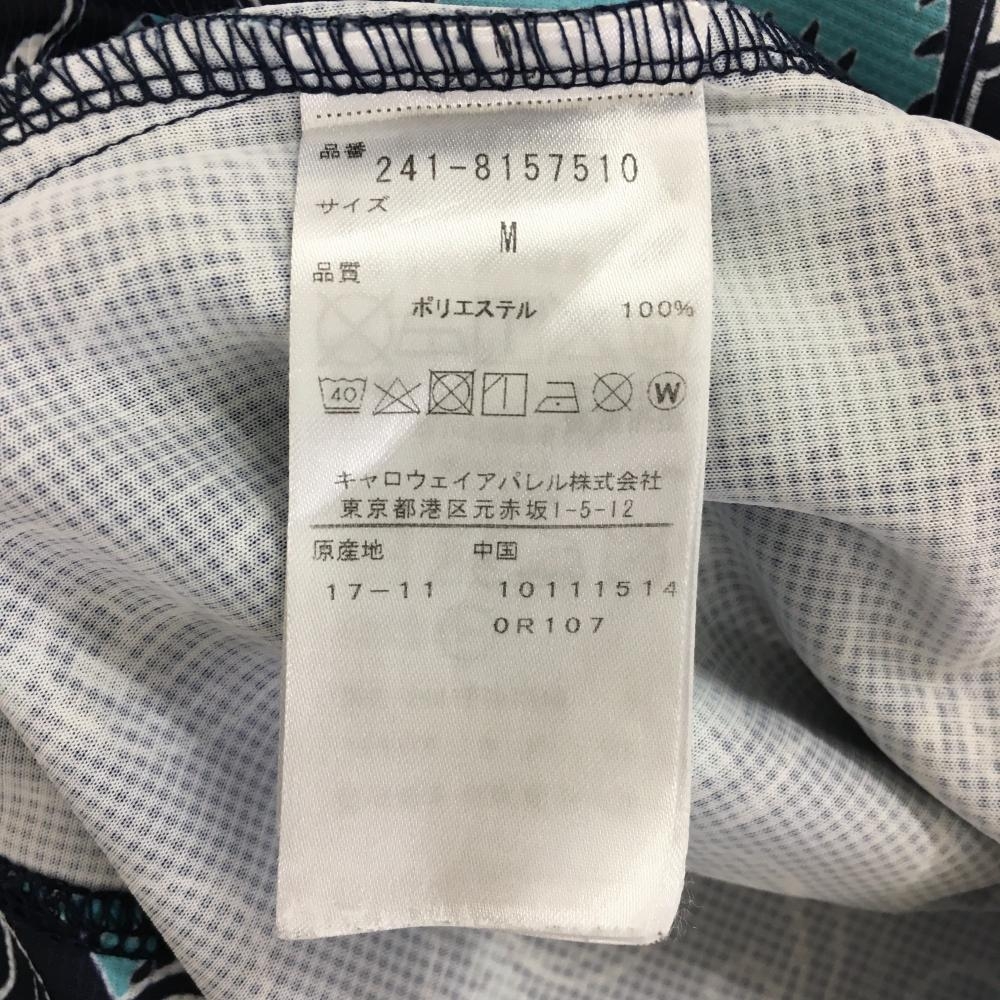 品番 241-8157510
サイズ
M
品質
ポリエステル 100%
40 W
キャロウェイアパレル株式会社
東京都港区元赤坂1-5-12
原産地 中国
17-11 10111514
0R107